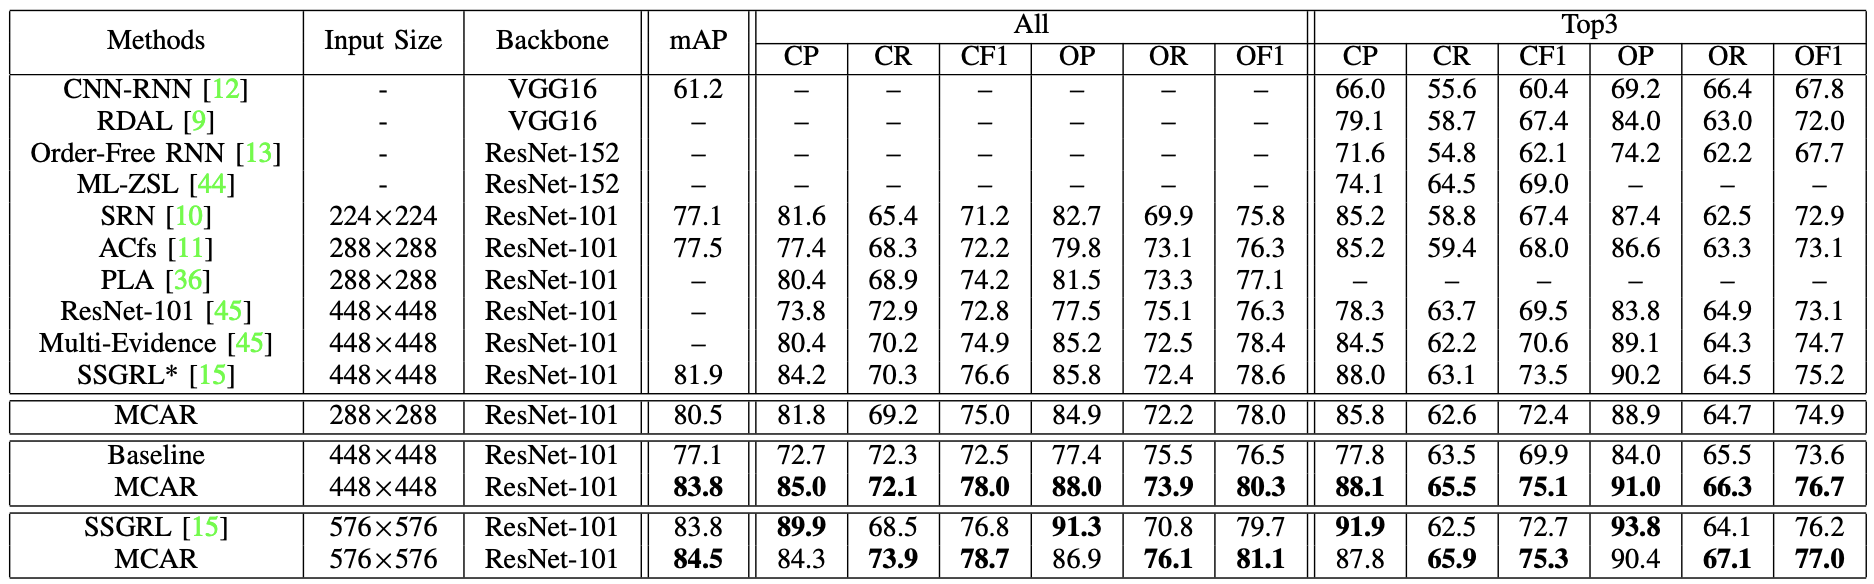 Methods Input Size Backbone mAP All Top3
CP CR CF1 OP OR OF1 CP CR CF1 OP OR OF1
CNN-RNN [12] - VGG16 61.2 – – – – – – 66.0 55.6 60.4 69.2 66.4 67.8
RDAL [9] - VGG16 – – – – – – – 79.1 58.7 67.4 84.0 63.0 72.0
Order-Free RNN [13] - ResNet-152 – – – – – – – 71.6 54.8 62.1 74.2 62.2 67.7
ML-ZSL [44] - ResNet-152 – – – – – – – 74.1 64.5 69.0 – – –
SRN [10] 224×224 ResNet-101 77.1 81.6 65.4 71.2 82.7 69.9 75.8 85.2 58.8 67.4 87.4 62.5 72.9
ACfs [11] 288×288 ResNet-101 77.5 77.4 68.3 72.2 79.8 73.1 76.3 85.2 59.4 68.0 86.6 63.3 73.1
PLA [36] 288×288 ResNet-101 – 80.4 68.9 74.2 81.5 73.3 77.1 – – – – – –
ResNet-101 [45] 448×448 ResNet-101 – 73.8 72.9 72.8 77.5 75.1 76.3 78.3 63.7 69.5 83.8 64.9 73.1
Multi-Evidence [45] 448×448 ResNet-101 – 80.4 70.2 74.9 85.2 72.5 78.4 84.5 62.2 70.6 89.1 64.3 74.7
SSGRL* [15] 448×448 ResNet-101 81.9 84.2 70.3 76.6 85.8 72.4 78.6 88.0 63.1 73.5 90.2 64.5 75.2
MCAR 288×288 ResNet-101 80.5 81.8 69.2 75.0 84.9 72.2 78.0 85.8 62.6 72.4 88.9 64.7 74.9
Baseline 448×448 ResNet-101 77.1 72.7 72.3 72.5 77.4 75.5 76.5 77.8 63.5 69.9 84.0 65.5 73.6
MCAR 448×448 ResNet-101 83.8 85.0 72.1 78.0 88.0 73.9 80.3 88.1 65.5 75.1 91.0 66.3 76.7
SSGRL [15] 576×576 ResNet-101 83.8 89.9 68.5 76.8 91.3 70.8 79.7 91.9 62.5 72.7 93.8 64.1 76.2
MCAR 576×576 ResNet-101 84.5 84.3 73.9 78.7 86.9 76.1 81.1 87.8 65.9 75.3 90.4 67.1 77.0